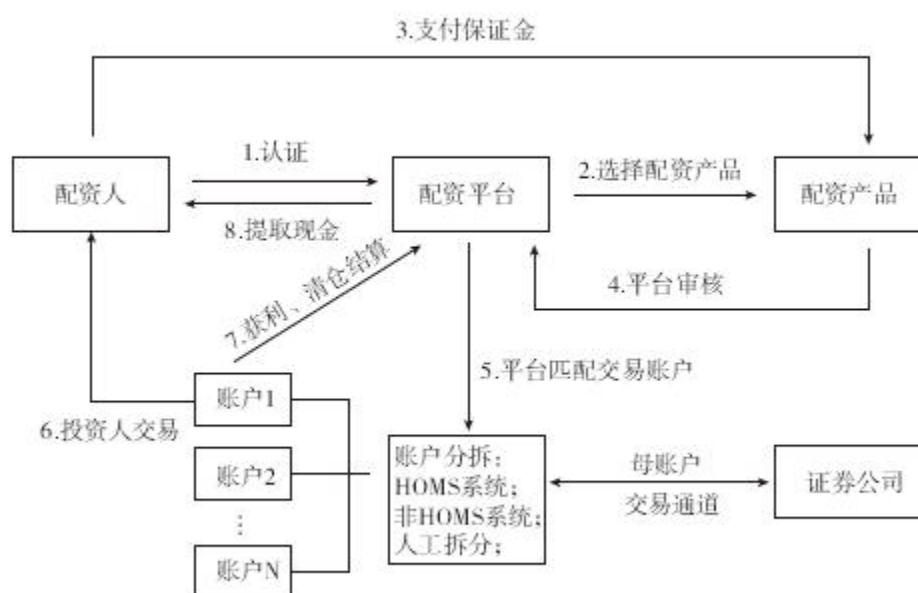 3.支付保证金
配资人
1.认证
8.提取现金
配资平台
2.选择配资产品
配资产品
4.平台审核
7.获利、清仓结算
5.平台匹配交易账户
账户1
6.投资人交易
账户2
⋮
账户N
账户分拆；
HOMS系统；
非HOMS系统；
人工拆分；
母账户
交易通道
证券公司